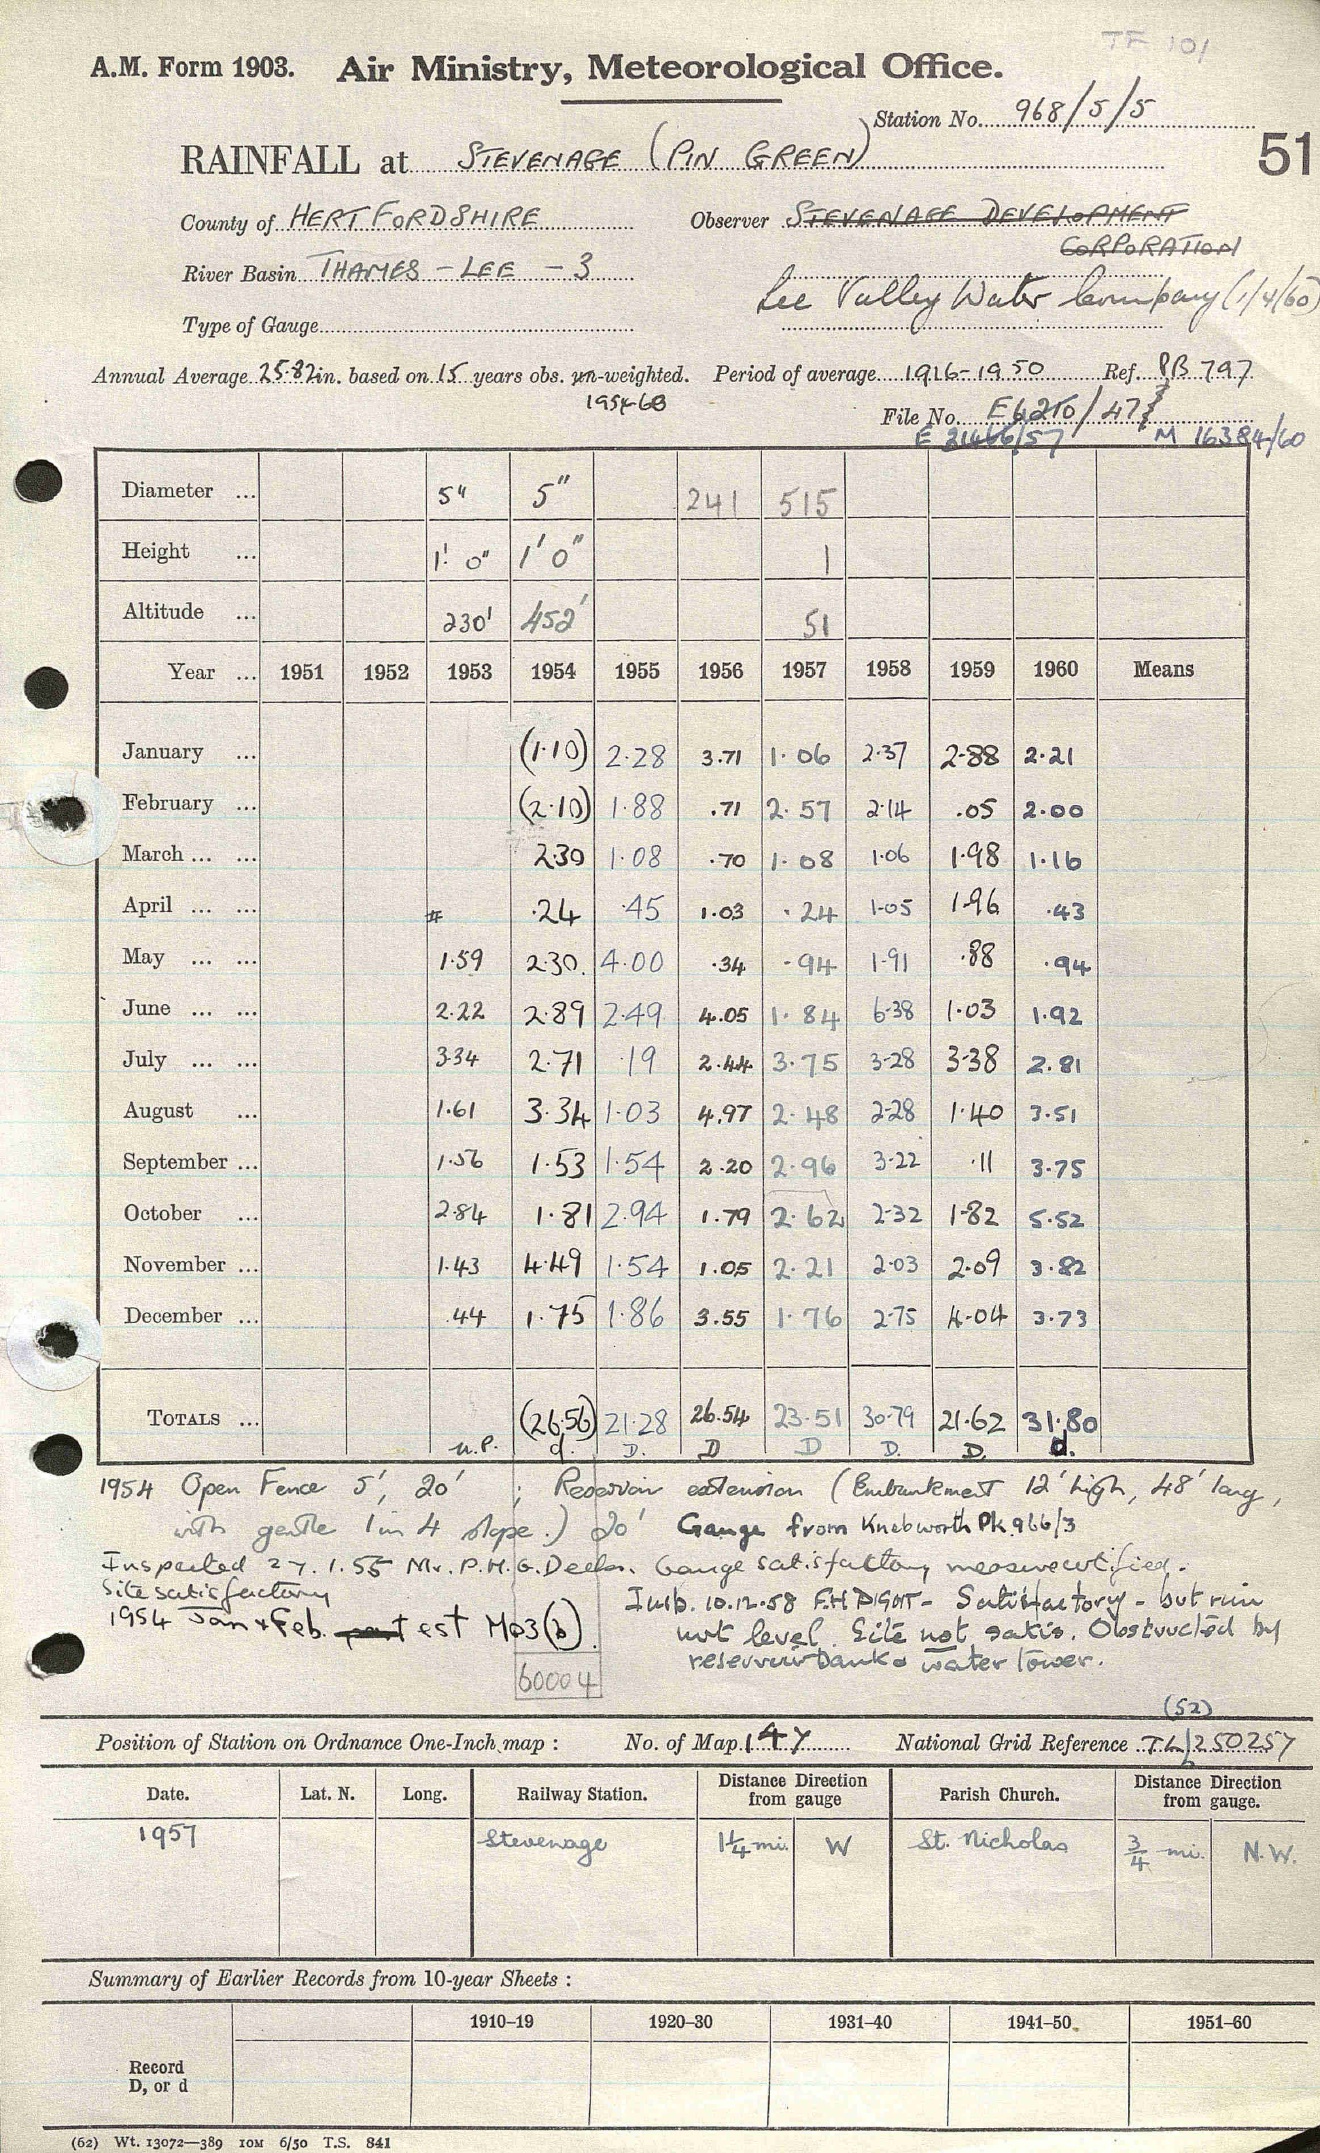 TF 101
A.M. Form 1903. Air Ministry, Meteorological Office.
Station No. 968/5/5
51
RAINFALL at STEVENAGE (PIN GREEN)
County of HERTFORDSHIRE Observer STEVENAGE DEVELOPMENT
CORPORATION
River Basin THAMES - LEE - 3
Lee Valley Water Company (1/4/60)
Type of Gauge
Annual Average 25.82 in. based on 15 years obs. un-weighted. Period of average 1916-1950 Ref. PB 797
1954-68
File No. E6210/47
E 21466/57 M 16384/60
Diameter ... 5" 5" 241 515
Height ... 1' 0" 1' 0" 1
Altitude ... 230' 452' 51
Year ... 1951 1952 1953 1954 1955 1956 1957 1958 1959 1960 Means
January ... (1.10) 2.28 3.71 1.06 2.37 2.88 2.21
February ... (2.10) 1.88 .71 2.57 2.14 .05 2.00
March ... ... 2.30 1.08 .70 1.08 1.06 1.98 1.16
April ... ... # .24 .45 1.03 .24 1.05 1.96 .43
May ... ... 1.59 2.30 4.00 .34 .94 1.91 .88 .94
June ... ... 2.22 2.89 2.49 4.05 1.84 6.38 1.03 1.92
July ... ... 3.34 2.71 .19 2.44 3.75 3.28 3.38 2.81
August ... 1.61 3.34 1.03 4.97 2.48 2.28 1.40 3.51
September ... 1.56 1.53 1.54 2.20 2.96 3.22 .11 3.75
October ... 2.84 1.81 2.94 1.79 2.62 2.32 1.82 5.52
November ... 1.43 4.49 1.54 1.05 2.21 2.03 2.09 3.82
December ... .44 1.75 1.86 3.55 1.76 2.75 4.04 3.73
TOTALS ... (26.56) 21.28 26.54 23.51 30.79 21.62 31.80
n.P. d. D. D D D. D. d.
1954 Open Fence 5', 20' ; Reservoir extension (Embankment 12' high, 48' long,
with gentle 1 in 4 slope.) 20' Gauge from Knebworth Pk 966/3
Inspected 27.1.55 Mr. P.H.G. Gauge satisfactory measure certified.
Site satisfactory
Insp. 10.12.58 F.H DIGHT - Satisfactory - but rim
1954 Jan + Feb. est Mo3(b).
not level. Site not satis. Obstructed by
reservoir bank & water tower.
60004
(52)
Position of Station on Ordnance One-Inch map : No. of Map 147 National Grid Reference TL/250257
Date. Lat. N. Long. Railway Station. Distance Direction from gauge Parish Church. Distance Direction from gauge.
1957 Stevenage 1¼ mi. W St. Nicholas ¾ mi. N.W.
Summary of Earlier Records from 10-year Sheets :
1910–19 1920–30 1931–40 1941–50 1951–60
Record
D, or d
(62) Wt. 13072—389 10M 6/50 T.S. 841